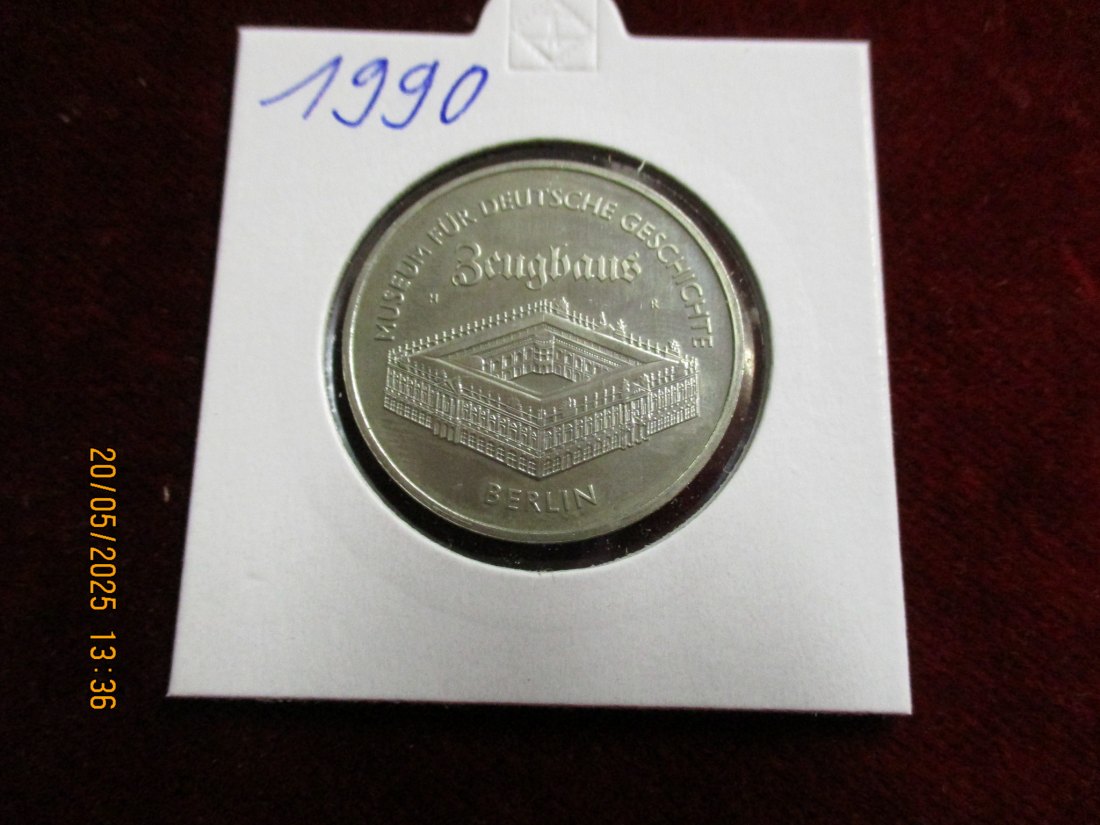 1990
MUSEUM FÜR DEUTSCHE GESCHICHTE
Zeughaus
BERLIN
20/05/2025 13:36